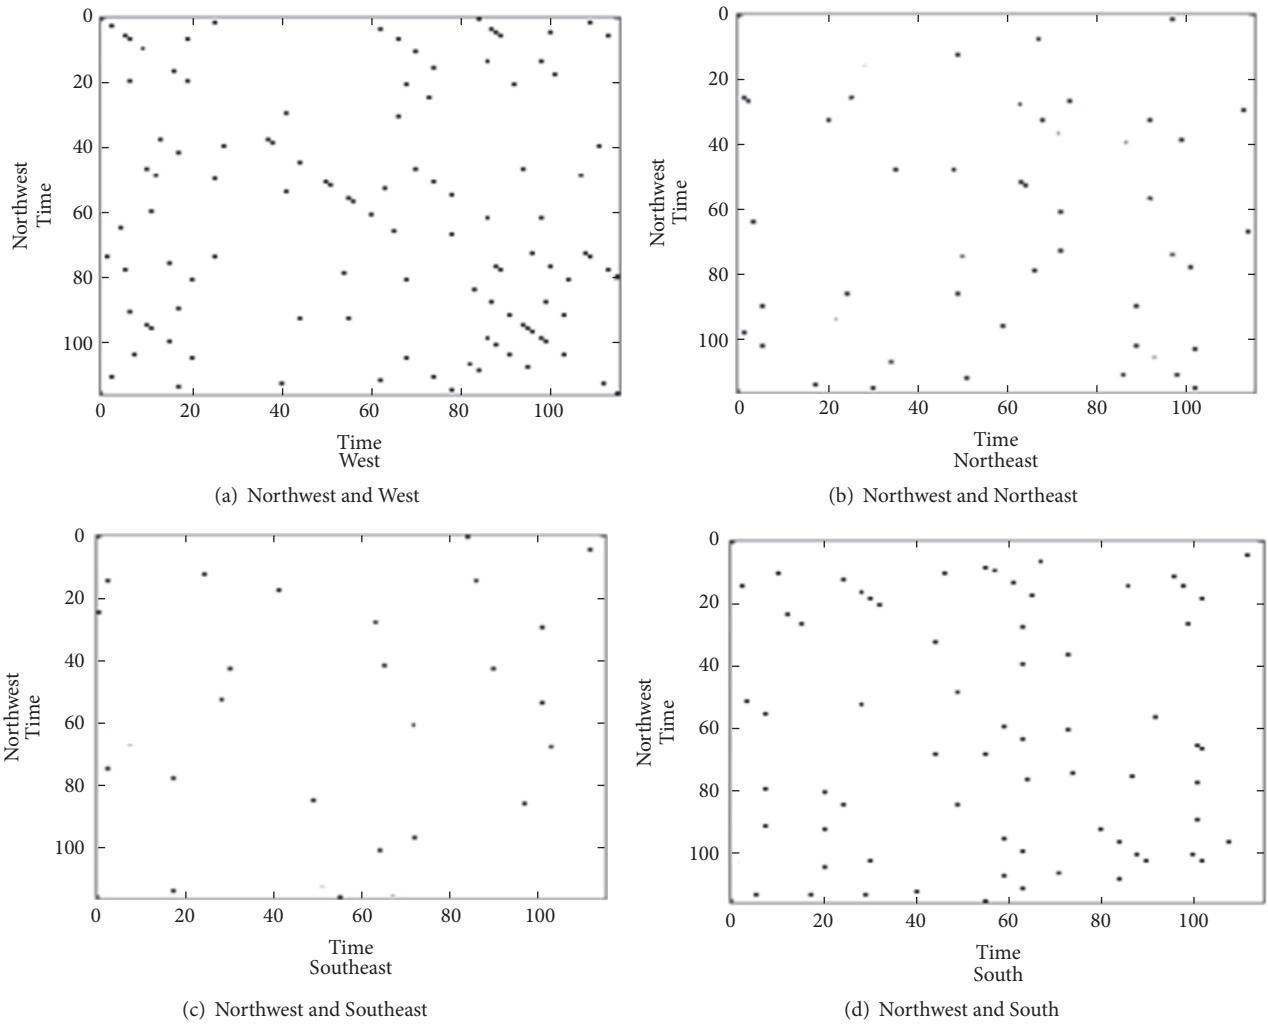 0
20
40
60
80
100
Northwest
Time
0 20 40 60 80 100
Time
West
(a) Northwest and West
0
20
40
60
80
100
Northwest
Time
0 20 40 60 80 100
Time
Northeast
(b) Northwest and Northeast
0
20
40
60
80
100
Northwest
Time
0 20 40 60 80 100
Time
Southeast
(c) Northwest and Southeast
0
20
40
60
80
100
Northwest
Time
0 20 40 60 80 100
Time
South
(d) Northwest and South